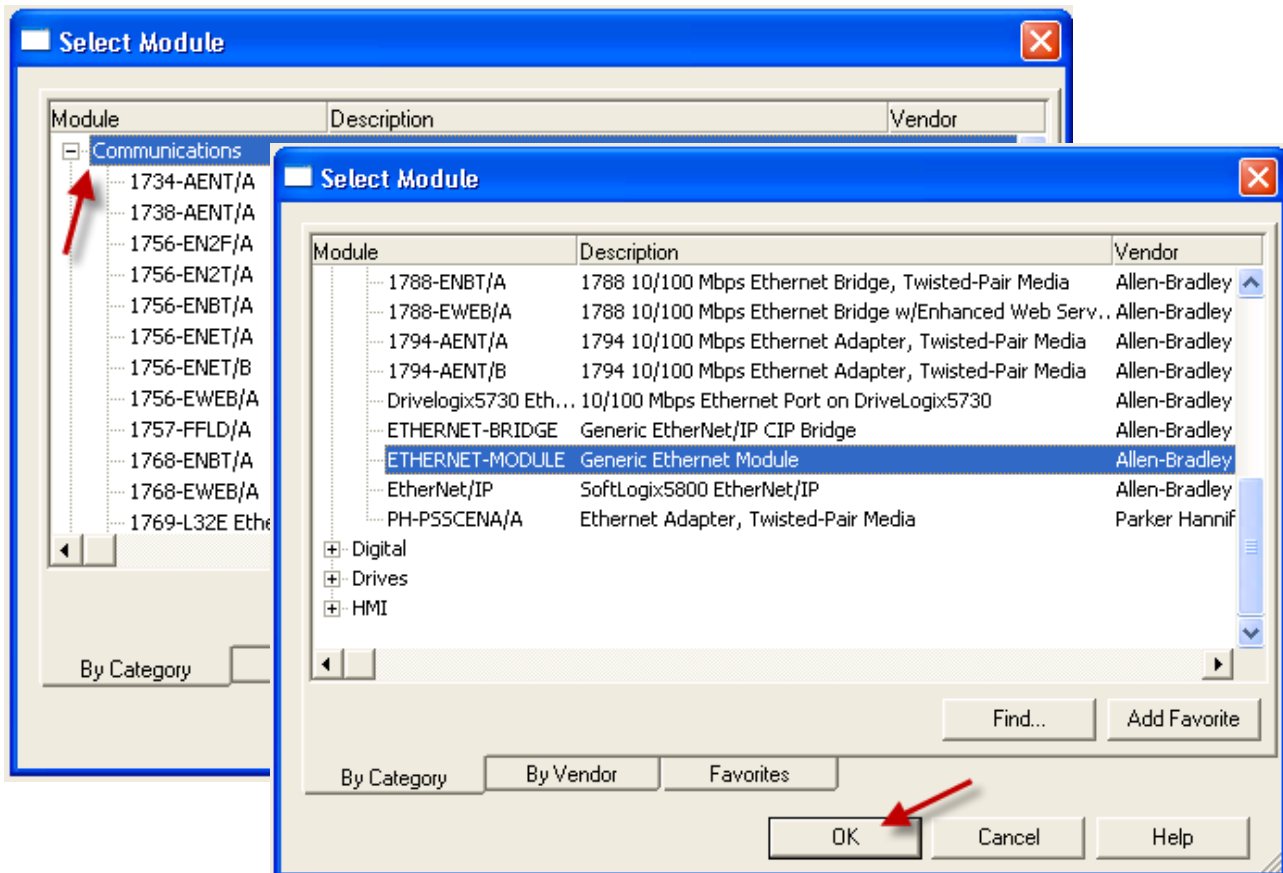 Select Module
Module Description Vendor
Communications
1734-AENT/A
1738-AENT/A
1756-EN2F/A
1756-EN2T/A
1756-ENBT/A
1756-ENET/A
1756-ENET/B
1756-EWEB/A
1757-FFLD/A
1768-ENBT/A
1768-EWEB/A
1769-L32E Ethe
By Category
Select Module
Module Description Vendor
1788-ENBT/A 1788 10/100 Mbps Ethernet Bridge, Twisted-Pair Media Allen-Bradley
1788-EWEB/A 1788 10/100 Mbps Ethernet Bridge w/Enhanced Web Serv.. Allen-Bradley
1794-AENT/A 1794 10/100 Mbps Ethernet Adapter, Twisted-Pair Media Allen-Bradley
1794-AENT/B 1794 10/100 Mbps Ethernet Adapter, Twisted-Pair Media Allen-Bradley
Drivelogix5730 Eth... 10/100 Mbps Ethernet Port on DriveLogix5730 Allen-Bradley
ETHERNET-BRIDGE Generic EtherNet/IP CIP Bridge Allen-Bradley
ETHERNET-MODULE Generic Ethernet Module Allen-Bradley
EtherNet/IP SoftLogix5800 EtherNet/IP Allen-Bradley
PH-PSSCENA/A Ethernet Adapter, Twisted-Pair Media Parker Hannif
Digital
Drives
HMI
Find... Add Favorite
By Category By Vendor Favorites
OK Cancel Help